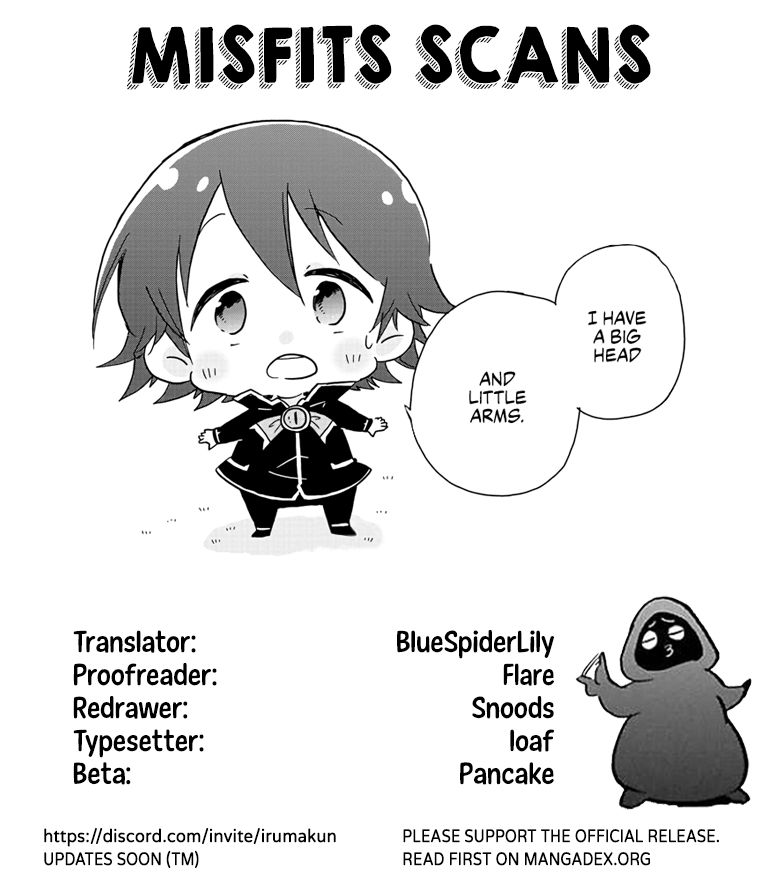 MISFITS SCANS
I HAVE
A BIG
HEAD
AND
LITTLE
ARMS.
Translator: BlueSpiderLily
Proofreader: Flare
Redrawer: Snoods
Typesetter: loaf
Beta: Pancake
https://discord.com/invite/irumakun
UPDATES SOON (TM)
PLEASE SUPPORT THE OFFICIAL RELEASE.
READ FIRST ON MANGADEX.ORG